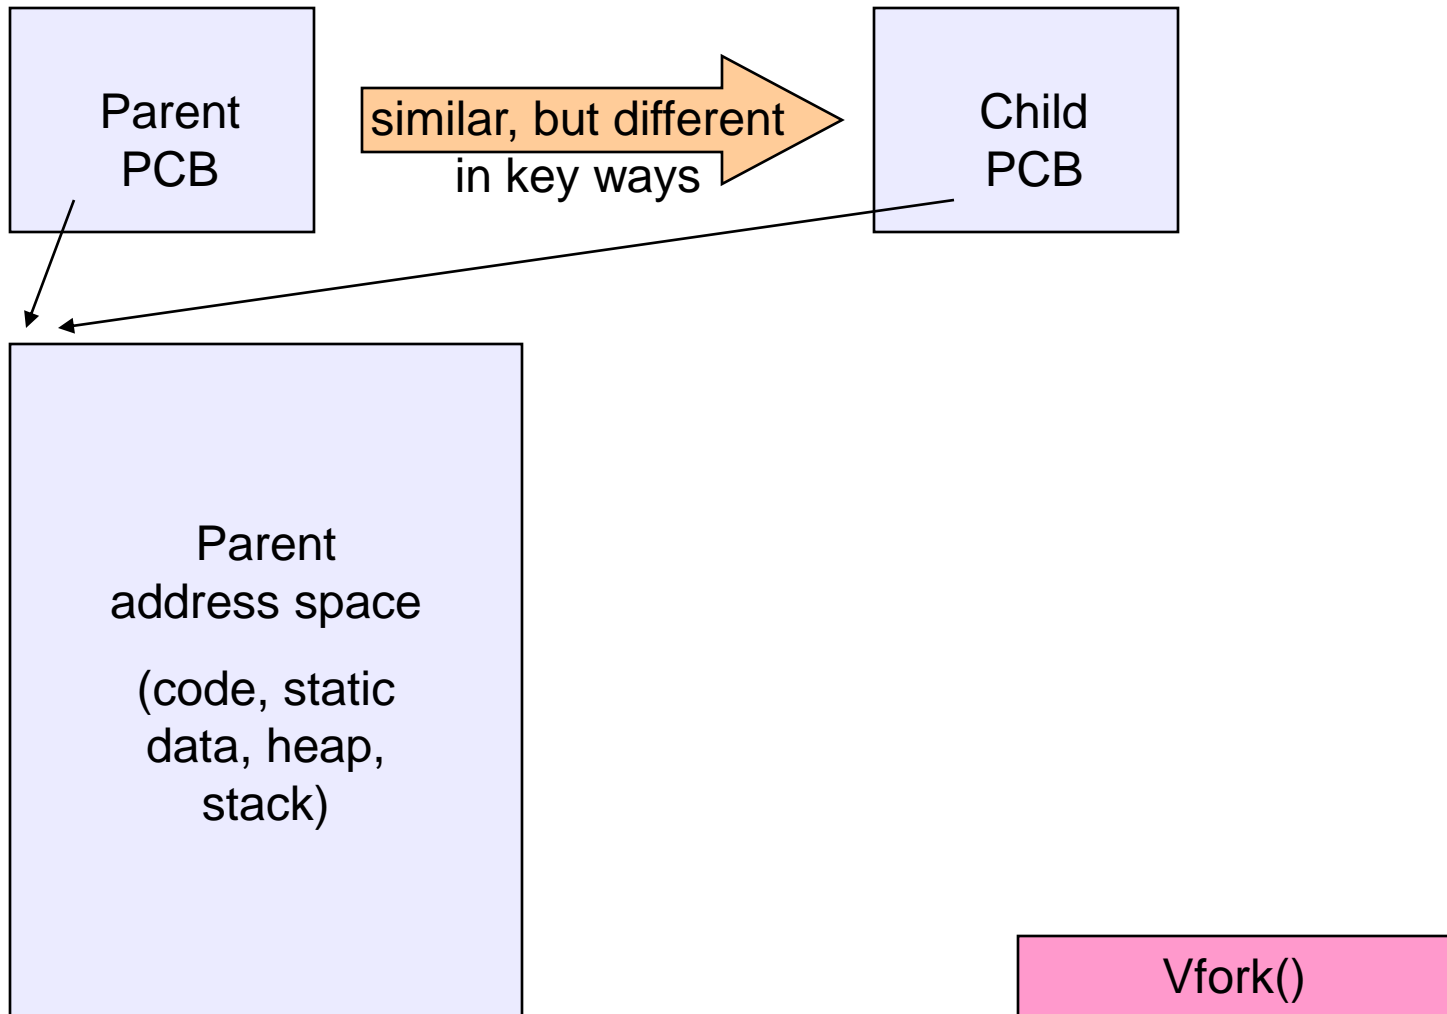 Parent
PCB
similar, but different
in key ways
Child
PCB
Parent
address space
(code, static
data, heap,
stack)
Vfork()